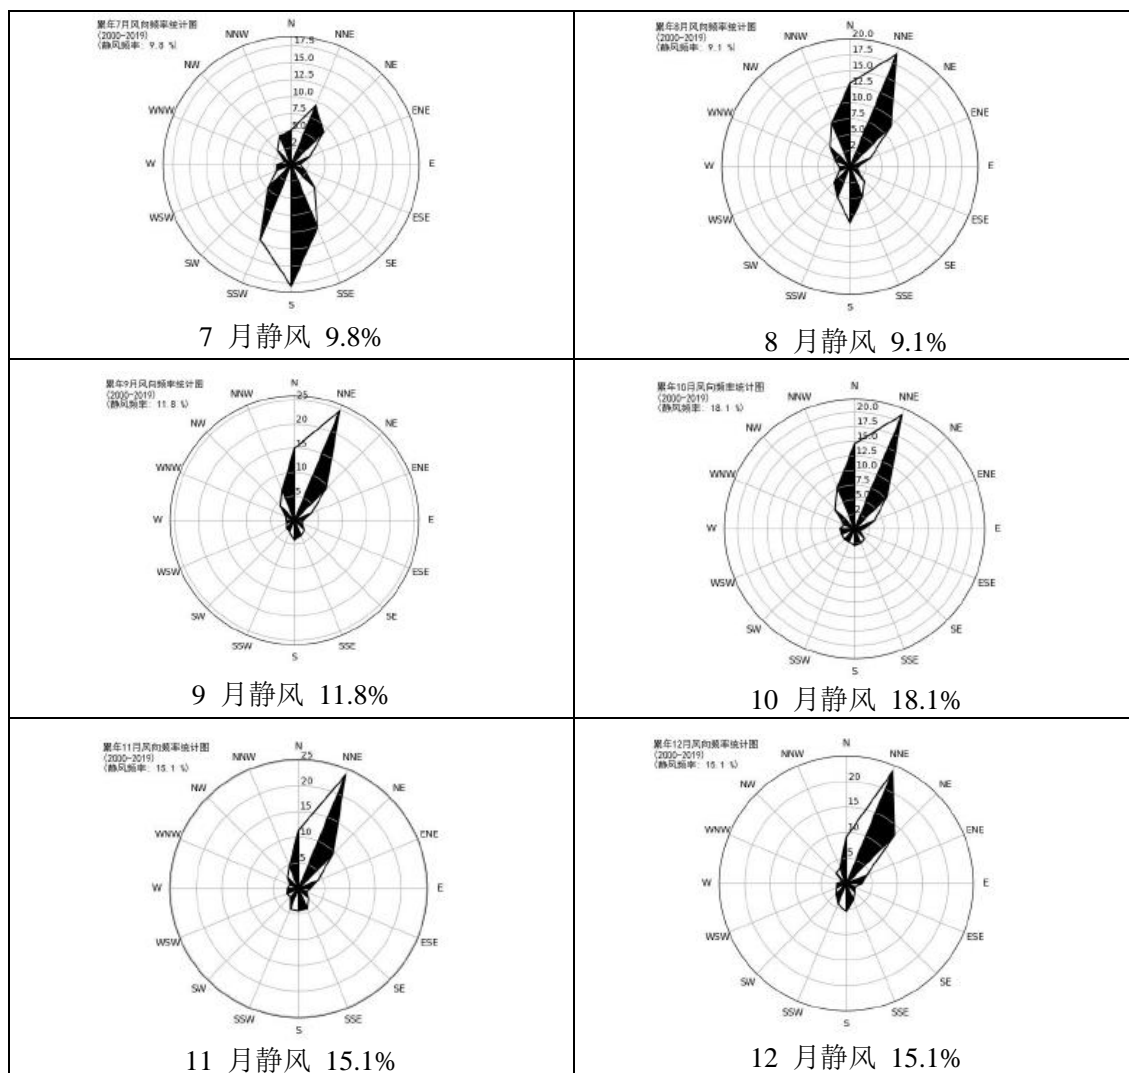 累年7月风向频率统计图
(2000-2019)
(静风频率: 9.8 %)
N
NNE
NE
ENE
E
ESE
SE
SSE
S
SSW
SW
WSW
W
WNW
NW
NNW
17.5
15.0
12.5
10.0
7.5
5.0
7 月静风 9.8%
累年8月风向频率统计图
(2000-2019)
(静风频率: 9.1 %)
N
NNE
NE
ENE
E
ESE
SE
SSE
S
SSW
SW
WSW
W
WNW
NW
NNW
20.0
17.5
15.0
12.5
10.0
7.5
5.0
8 月静风 9.1%
累年9月风向频率统计图
(2000-2019)
(静风频率: 11.8 %)
N
NNE
NE
ENE
E
ESE
SE
SSE
S
SSW
SW
WSW
W
WNW
NW
NNW
25
20
15
10
5
9 月静风 11.8%
累年10月风向频率统计图
(2000-2019)
(静风频率: 18.1 %)
N
NNE
NE
ENE
E
ESE
SE
SSE
S
SSW
SW
WSW
W
WNW
NW
NNW
20.0
17.5
15.0
12.5
10.0
7.5
5.0
10 月静风 18.1%
累年11月风向频率统计图
(2000-2019)
(静风频率: 15.1 %)
N
NNE
NE
ENE
E
ESE
SE
SSE
S
SSW
SW
WSW
W
WNW
NW
NNW
25
20
15
10
5
11 月静风 15.1%
累年12月风向频率统计图
(2000-2019)
(静风频率: 15.1 %)
N
NNE
NE
ENE
E
ESE
SE
SSE
S
SSW
SW
WSW
W
WNW
NW
NNW
20
15
10
5
12 月静风 15.1%